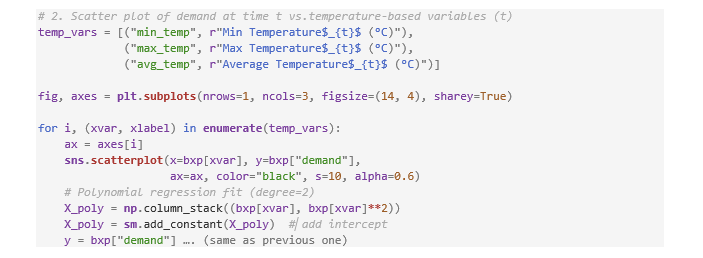 # 2. Scatter plot of demand at time t vs.temperature-based variables (t)
temp_vars = [("min_temp", r"Min Temperature$_{t}$ (°C)"),
("max_temp", r"Max Temperature$_{t}$ (°C)"),
("avg_temp", r"Average Temperature$_{t}$ (°C)")]
fig, axes = plt.subplots(nrows=1, ncols=3, figsize=(14, 4), sharey=True)
for i, (xvar, xlabel) in enumerate(temp_vars):
ax = axes[i]
sns.scatterplot(x=bxp[xvar], y=bxp["demand"],
ax=ax, color="black", s=10, alpha=0.6)
# Polynomial regression fit (degree=2)
X_poly = np.column_stack((bxp[xvar], bxp[xvar]**2))
X_poly = sm.add_constant(X_poly)  # add intercept
y = bxp["demand"] …. (same as previous one)